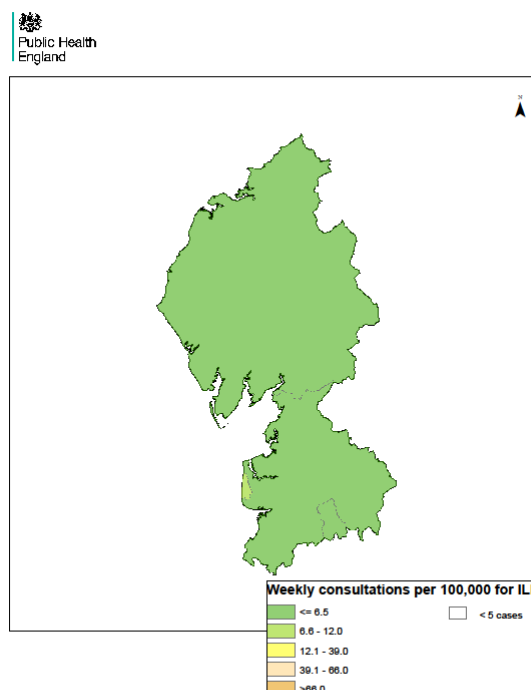 Public Health
England
N
Weekly consultations per 100,000 for IL
<= 6.5
< 5 cases
6.6 - 12.0
12.1 - 39.0
39.1 - 66.0
>66.0